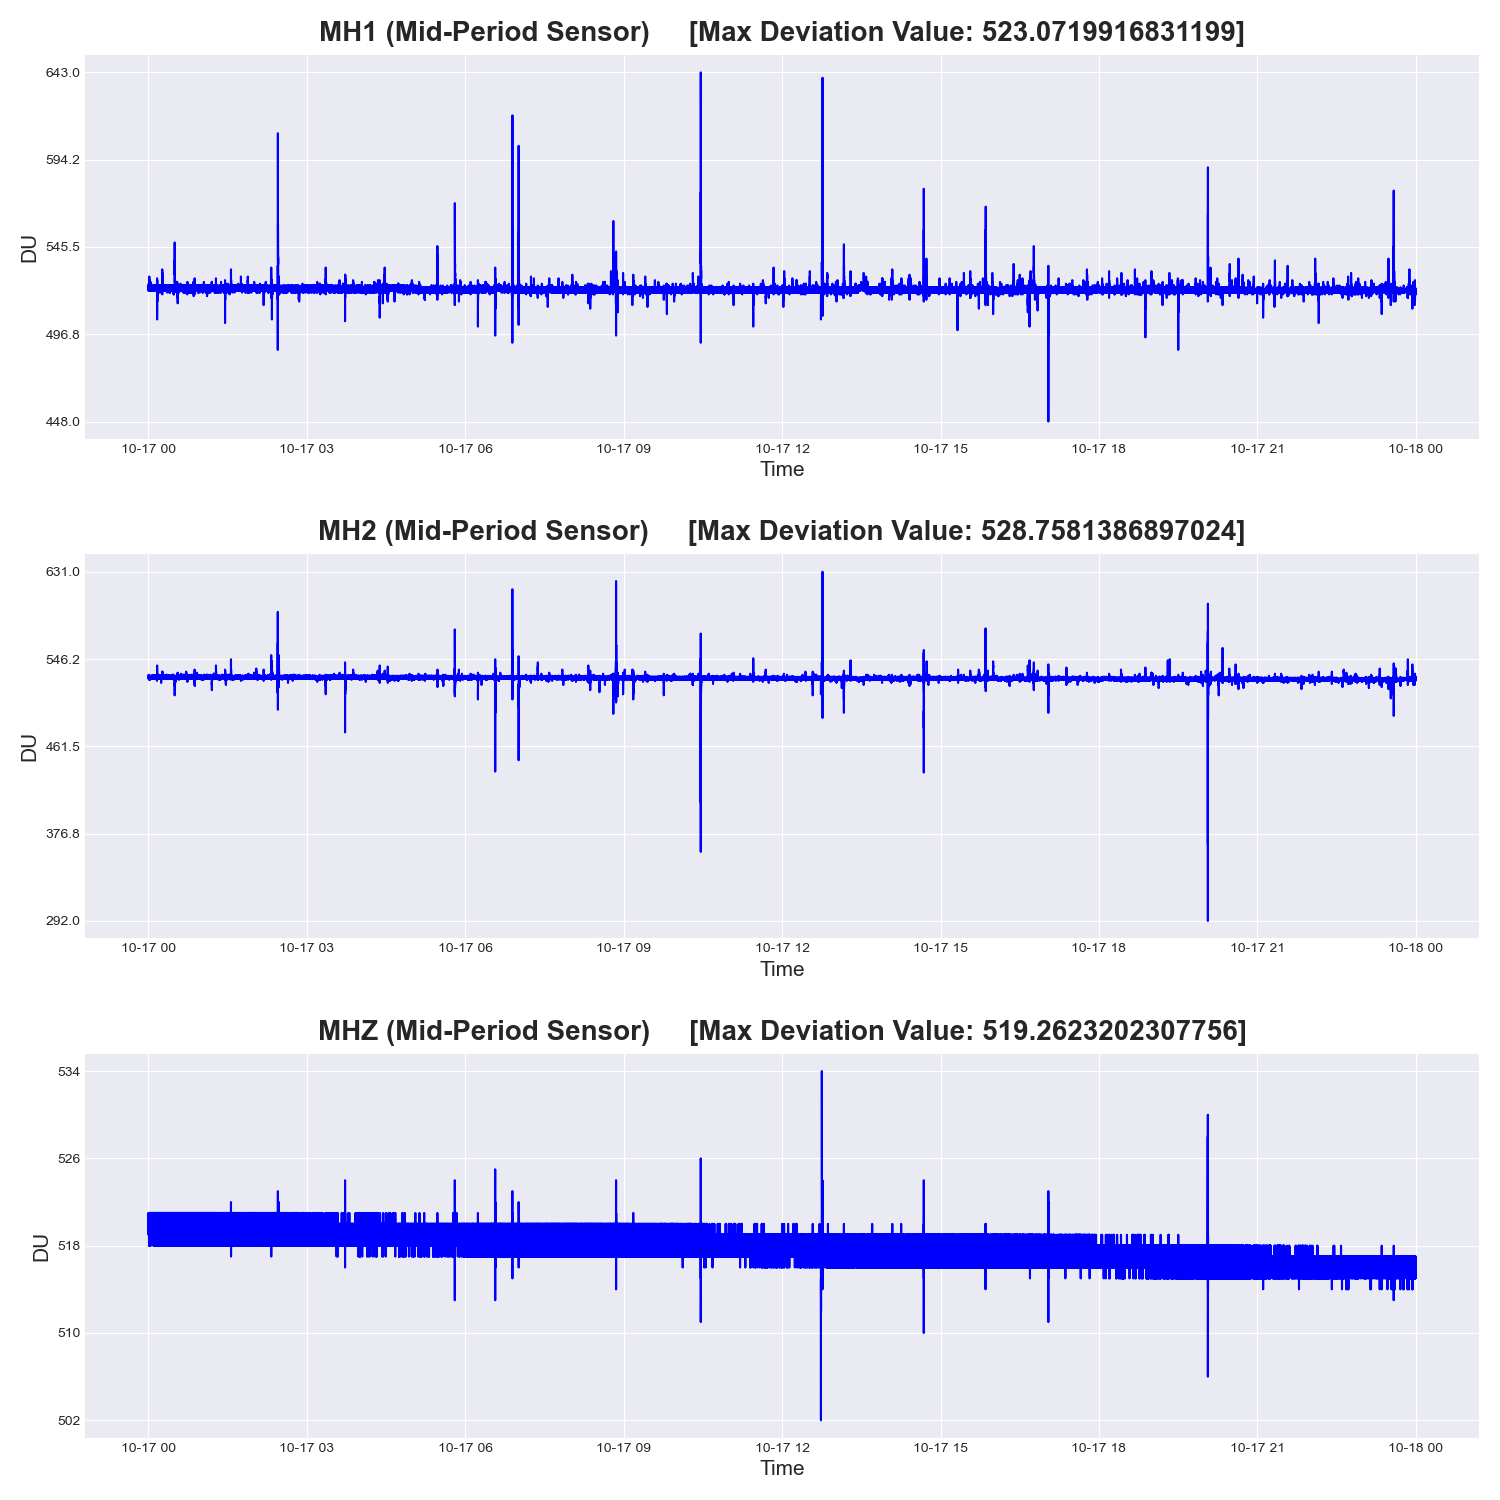 MH1 (Mid-Period Sensor) [Max Deviation Value: 523.0719916831199]
643.0
594.2
545.5
496.8
448.0
DU
10-17 00 10-17 03 10-17 06 10-17 09 10-17 12 10-17 15 10-17 18 10-17 21 10-18 00
Time
MH2 (Mid-Period Sensor) [Max Deviation Value: 528.7581386897024]
631.0
546.2
461.5
376.8
292.0
DU
10-17 00 10-17 03 10-17 06 10-17 09 10-17 12 10-17 15 10-17 18 10-17 21 10-18 00
Time
MHZ (Mid-Period Sensor) [Max Deviation Value: 519.2623202307756]
534
526
518
510
502
DU
10-17 00 10-17 03 10-17 06 10-17 09 10-17 12 10-17 15 10-17 18 10-17 21 10-18 00
Time